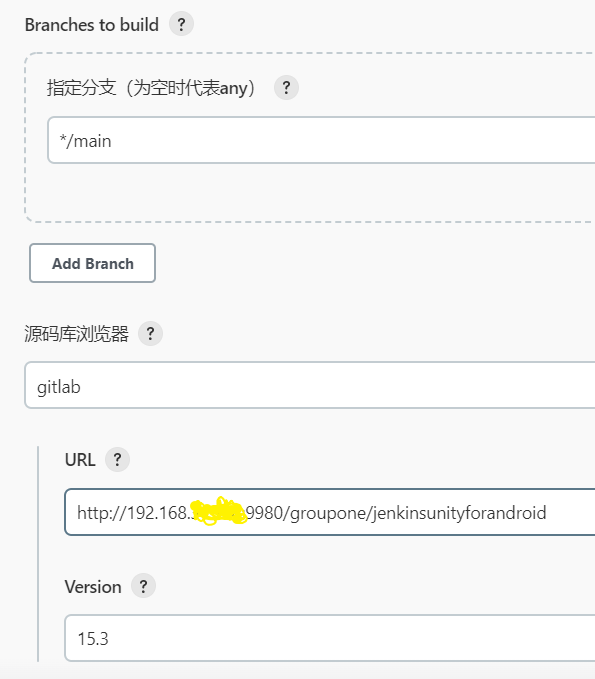 Branches to build ?
指定分支（为空时代表any） ?
*/main
Add Branch
源码库浏览器 ?
gitlab
URL ?
http://192.168. 9980/groupone/jenkinsunityforandroid
Version ?
15.3